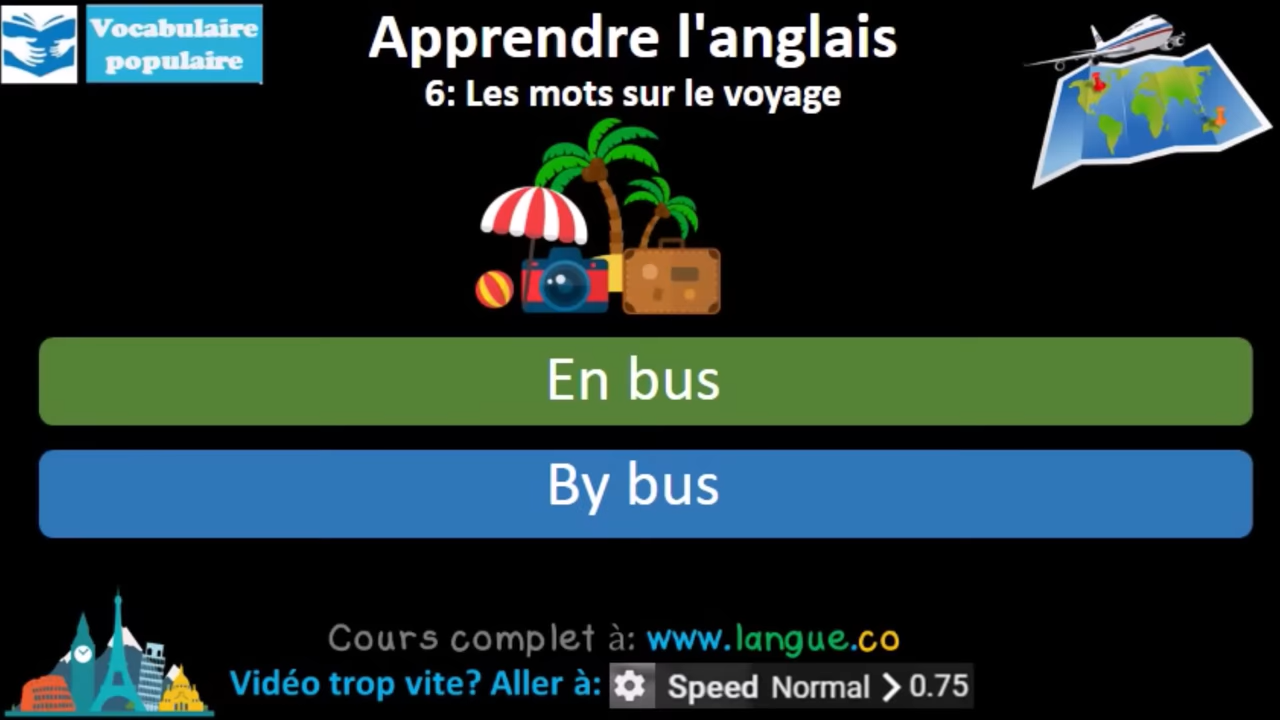 Vocabulaire
populaire
Apprendre l'anglais
6: Les mots sur le voyage
En bus
By bus
Cours complet à: www.langue.co
Vidéo trop vite? Aller à: Speed Normal > 0.75